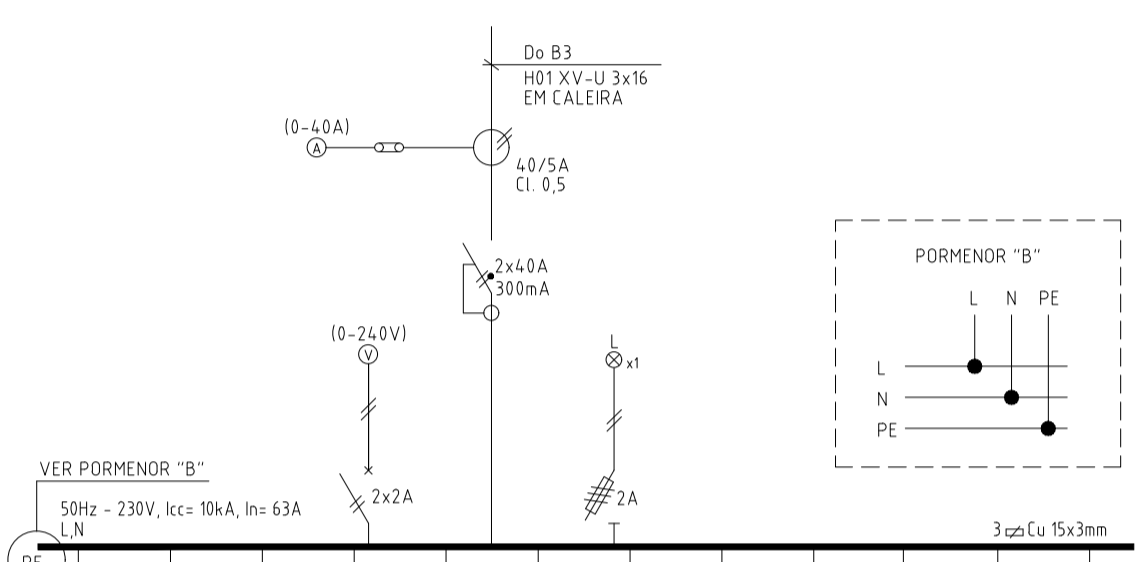 Do B3
H01 XV-U 3x16
EM CALEIRA
(0-40A)
A
40/5A
Cl. 0,5
2x40A
300mA
(0-240V)
V
L
x1
PORMENOR "B"
L N PE
L
N
PE
VER PORMENOR "B"
2x2A
2A
50Hz - 230V, Icc= 10kA, In= 63A
L,N
3 Cu 15x3mm
PE